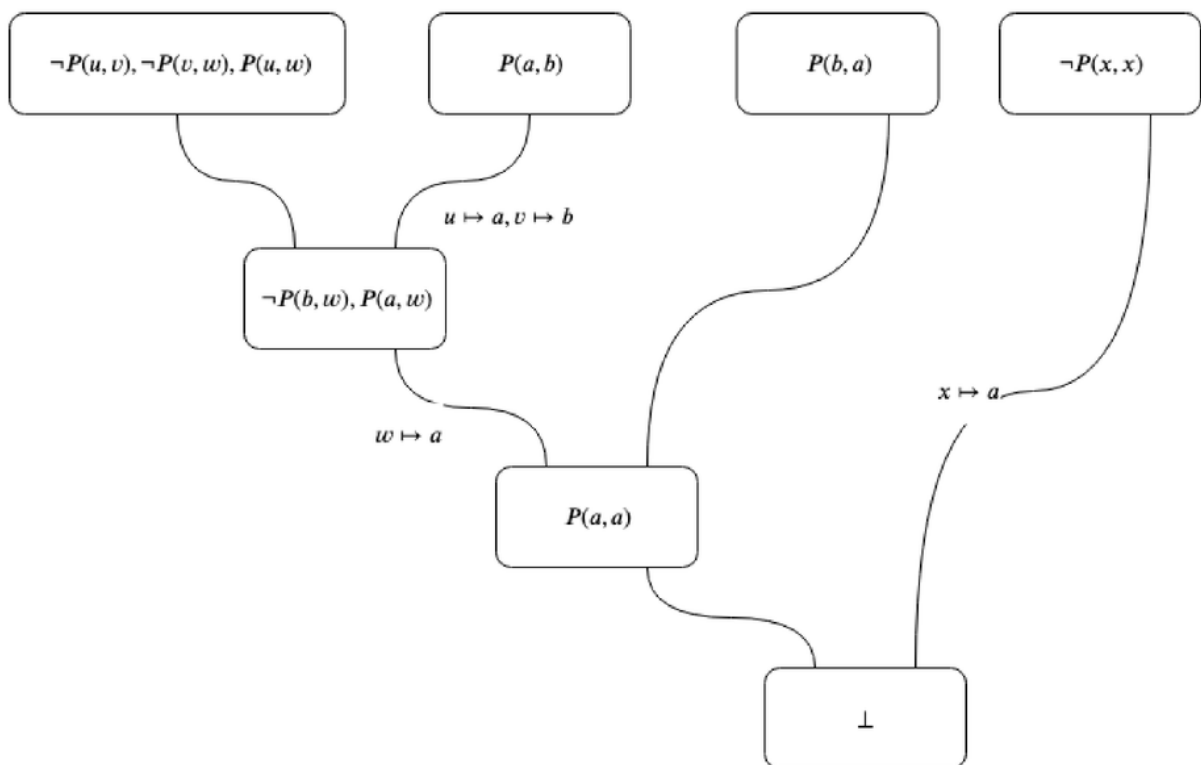 ¬P(u, v), ¬P(v, w), P(u, w)
P(a, b)
P(b, a)
¬P(x, x)
u ↦ a, v ↦ b
¬P(b, w), P(a, w)
x ↦ a
w ↦ a
P(a, a)
⊥